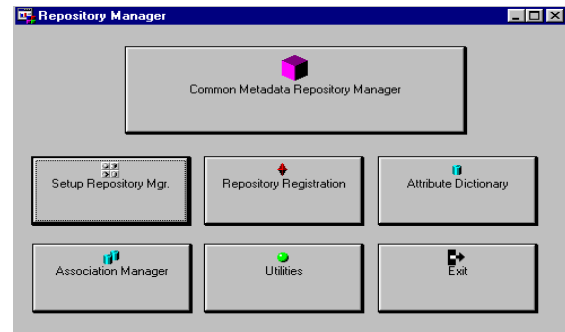 Repository Manager
Common Metadata Repository Manager
Setup Repository Mgr.
Repository Registration
Attribute Dictionary
Association Manager
Utilities
Exit